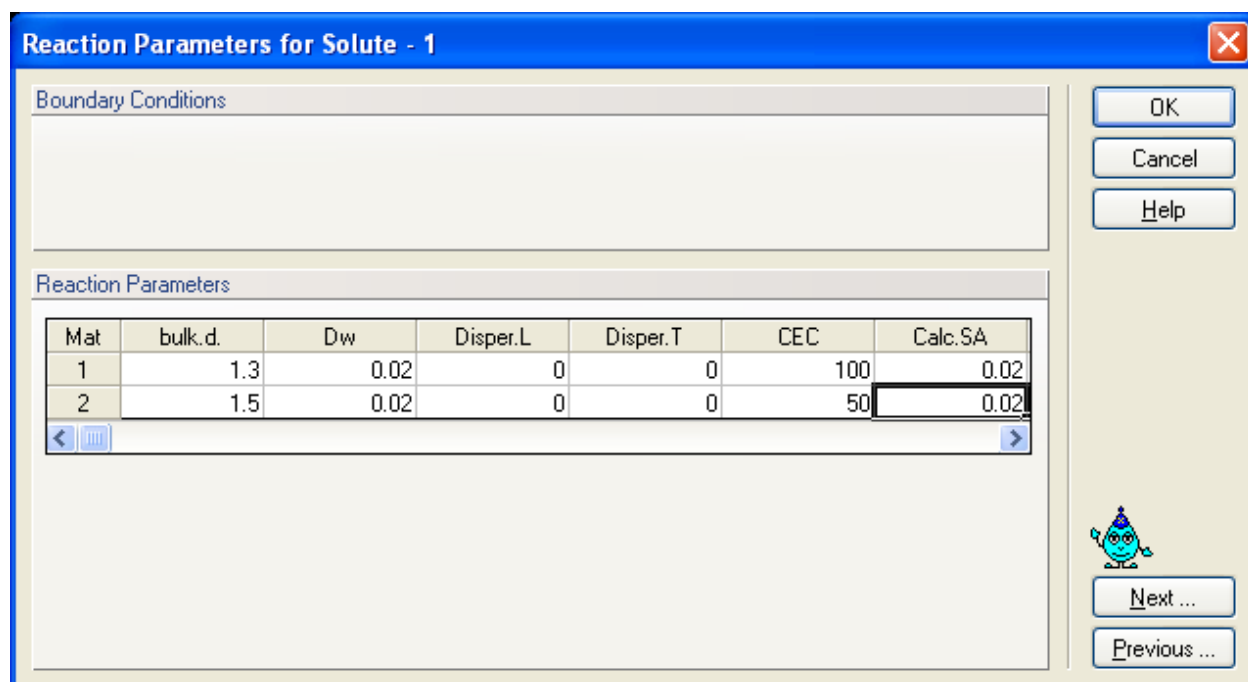 Reaction Parameters for Solute - 1
Boundary Conditions
OK
Cancel
Help
Reaction Parameters
Mat bulk.d. Dw Disper.L Disper.T CEC Calc.SA
1 1.3 0.02 0 0 100 0.02
2 1.5 0.02 0 0 50 0.02
Next ...
Previous ...